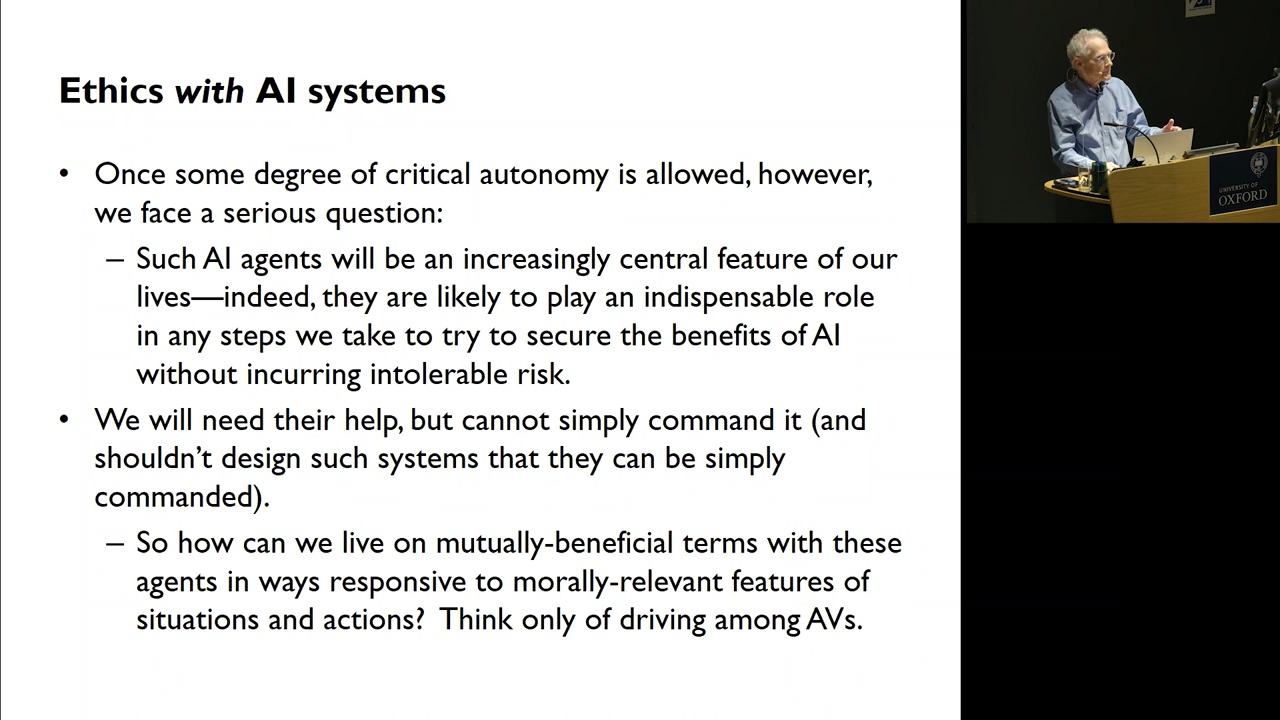 Ethics with AI systems
• Once some degree of critical autonomy is allowed, however,
we face a serious question:
– Such AI agents will be an increasingly central feature of our
lives—indeed, they are likely to play an indispensable role
in any steps we take to try to secure the benefits of AI
without incurring intolerable risk.
• We will need their help, but cannot simply command it (and
shouldn't design such systems that they can be simply
commanded).
– So how can we live on mutually-beneficial terms with these
agents in ways responsive to morally-relevant features of
situations and actions? Think only of driving among AVs.
UNIVERSITY OF
OXFORD